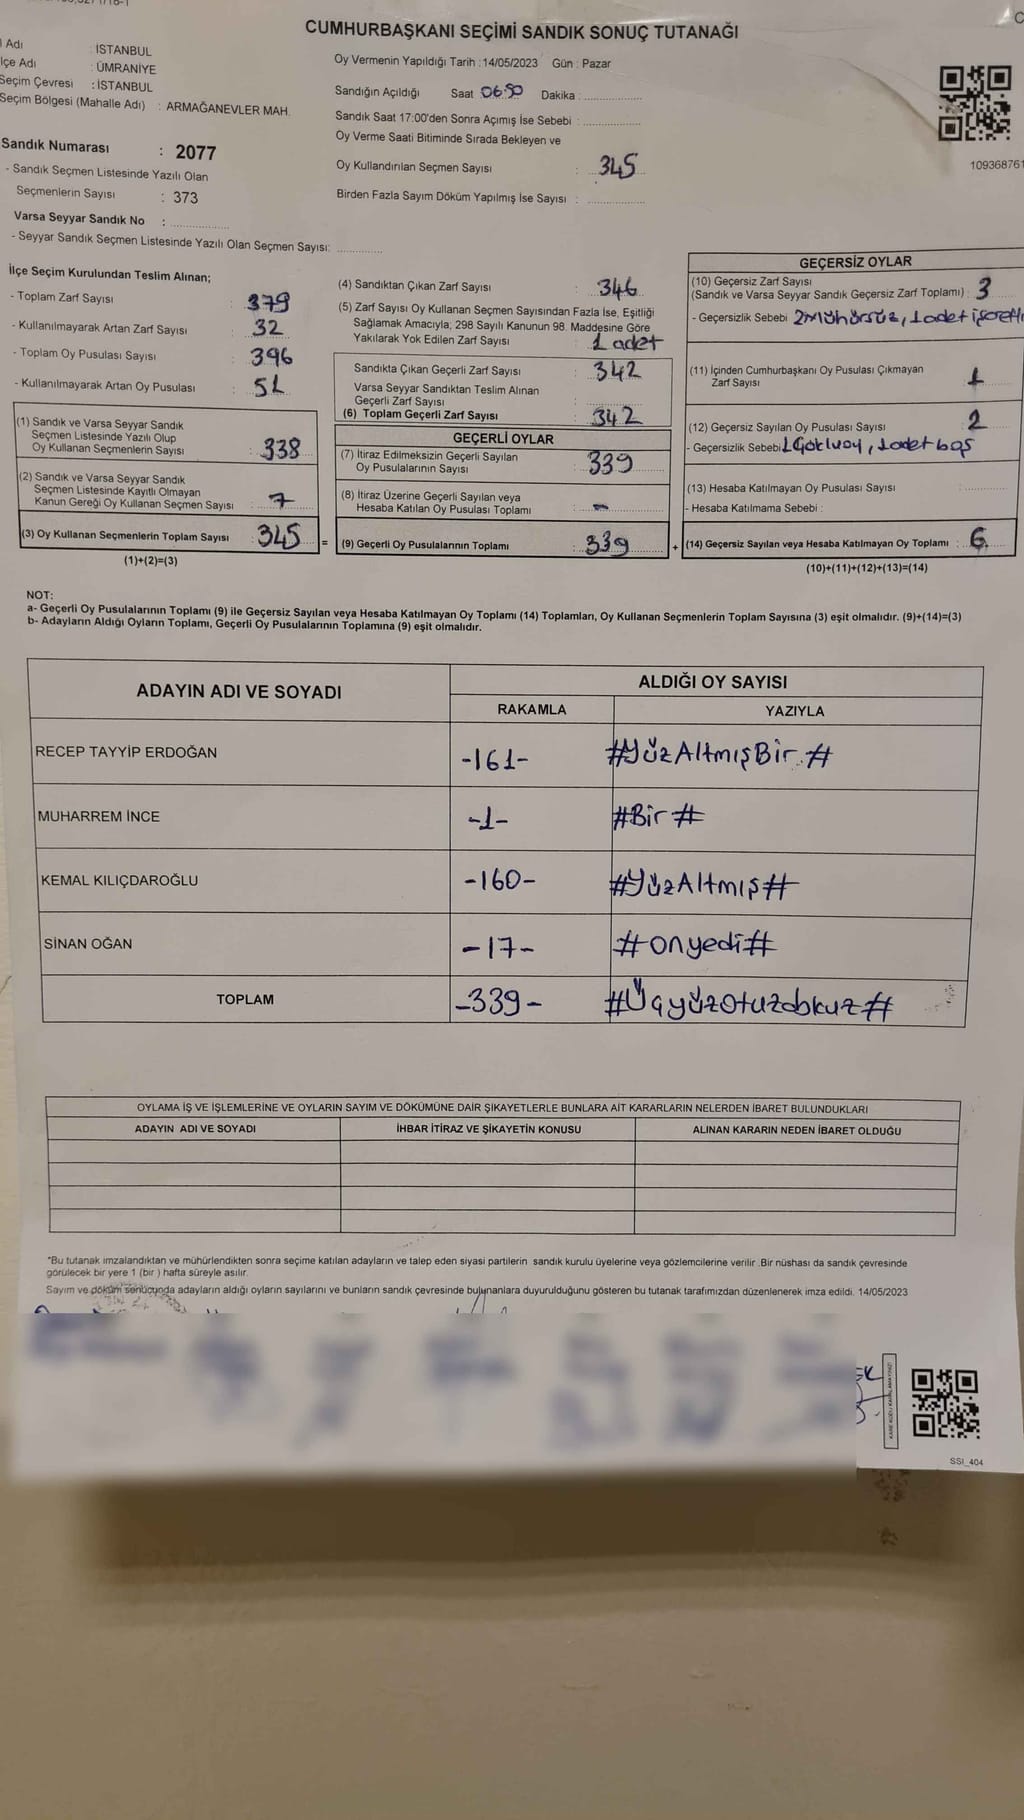 CUMHURBAŞKANI SEÇİMİ SANDIK SONUÇ TUTANAĞI
Adı : İSTANBUL
lçe Adı : ÜMRANİYE
Seçim Çevresi : İSTANBUL
Seçim Bölgesi (Mahalle Adı) : ARMAĞANEVLER MAH.
Sandık Numarası : 2077
- Sandık Seçmen Listesinde Yazılı Olan
Seçmenlerin Sayısı : 373
Varsa Seyyar Sandık No :
- Seyyar Sandık Seçmen Listesinde Yazılı Olan Seçmen Sayısı:
Oy Vermenin Yapıldığı Tarih : 14/05/2023 Gün : Pazar
Sandığın Açıldığı Saat 06:50 Dakika :
Sandık Saat 17:00'den Sonra Açımış İse Sebebi :
Oy Verme Saati Bitiminde Sırada Bekleyen ve
Oy Kullandırılan Seçmen Sayısı : 345
Birden Fazla Sayım Döküm Yapılmış İse Sayısı :
109368761
İlçe Seçim Kurulundan Teslim Alınan;
- Toplam Zarf Sayısı : 379
- Kullanılmayarak Artan Zarf Sayısı : 32
- Toplam Oy Pusulası Sayısı : 396
- Kullanılmayarak Artan Oy Pusulası : 51
(1) Sandık ve Varsa Seyyar Sandık
Seçmen Listesinde Yazılı Olup
Oy Kullanan Seçmenlerin Sayısı : 338
(2) Sandık ve Varsa Seyyar Sandık
Seçmen Listesinde Kayıtlı Olmayan
Kanun Gereği Oy Kullanan Seçmen Sayısı : 7
(3) Oy Kullanan Seçmenlerin Toplam Sayısı : 345 =
(1)+(2)=(3)
(4) Sandıktan Çıkan Zarf Sayısı : 346
(5) Zarf Sayısı Oy Kullanan Seçmen Sayısından Fazla İse, Eşitliği
Sağlamak Amacıyla; 298 Sayılı Kanunun 98. Maddesine Göre
Yakılarak Yok Edilen Zarf Sayısı : 1 adet
Sandıkta Çıkan Geçerli Zarf Sayısı : 342
Varsa Seyyar Sandıktan Teslim Alınan
Geçerli Zarf Sayısı :
(6) Toplam Geçerli Zarf Sayısı : 342
GEÇERLİ OYLAR
(7) İtiraz Edilmeksizin Geçerli Sayılan
Oy Pusulalarının Sayısı : 339
(8) İtiraz Üzerine Geçerli Sayılan veya
Hesaba Katılan Oy Pusulası Toplamı : -
(9) Geçerli Oy Pusulalarının Toplamı : 339 +
GEÇERSİZ OYLAR
(10) Geçersiz Zarf Sayısı
(Sandık ve Varsa Seyyar Sandık Geçersiz Zarf Toplamı) : 3
- Geçersizlik Sebebi 2 Mühürsüz, 1 adet işaretli
(11) İçinden Cumhurbaşkanı Oy Pusulası Çıkmayan
Zarf Sayısı : 1
(12) Geçersiz Sayılan Oy Pusulası Sayısı : 2
- Geçersizlik Sebebi 1 Çoklu oy, 1 adet boş
(13) Hesaba Katılmayan Oy Pusulası Sayısı :
- Hesaba Katılmama Sebebi :
(14) Geçersiz Sayılan veya Hesaba Katılmayan Oy Toplamı : 6
(10)+(11)+(12)+(13)=(14)
NOT:
a- Geçerli Oy Pusulalarının Toplamı (9) ile Geçersiz Sayılan veya Hesaba Katılmayan Oy Toplamı (14) Toplamları, Oy Kullanan Seçmenlerin Toplam Sayısına (3) eşit olmalıdır. (9)+(14)=(3)
b- Adayların Aldığı Oyların Toplamı, Geçerli Oy Pusulalarının Toplamına (9) eşit olmalıdır.
ADAYIN ADI VE SOYADI ALDIĞI OY SAYISI
RAKAMLA YAZIYLA
RECEP TAYYİP ERDOĞAN -161- #YüzAltmışBir#
MUHARREM İNCE -1- #Bir#
KEMAL KILIÇDAROĞLU -160- #YüzAltmış#
SİNAN OĞAN -17- #onyedi#
TOPLAM -339- #Üçyüzotuzdokuz#
OYLAMA İŞ VE İŞLEMLERİNE VE OYLARIN SAYIM VE DÖKÜMÜNE DAİR ŞİKAYETLERLE BUNLARA AİT KARARLARIN NELERDEN İBARET BULUNDUKLARI
ADAYIN ADI VE SOYADI İHBAR İTİRAZ VE ŞİKAYETİN KONUSU ALINAN KARARIN NEDEN İBARET OLDUĞU
*Bu tutanak imzalandıktan ve mühürlendikten sonra seçime katılan adayların ve talep eden siyasi partilerin sandık kurulu üyelerine veya gözlemcilerine verilir .Bir nüshası da sandık çevresinde
görülecek bir yere 1 (bir ) hafta süreyle asılır.
Sayım ve döküm sonucunda adayların aldığı oyların sayılarını ve bunların sandık çevresinde bulunanlara duyurulduğunu gösteren bu tutanak tarafımızdan düzenlenerek imza edildi. 14/05/2023
SSI_404